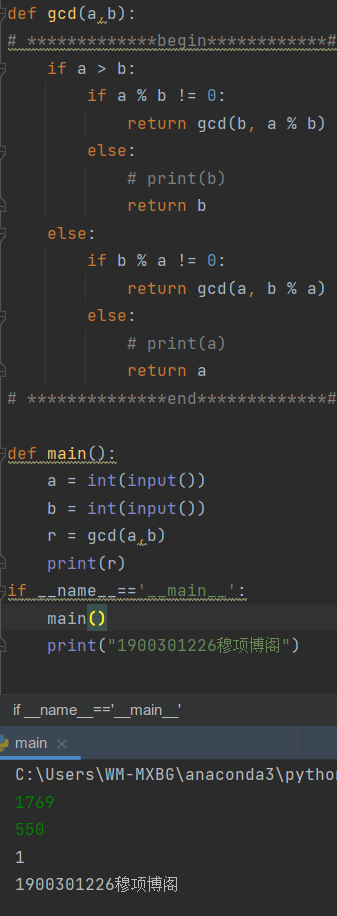 def gcd(a,b):
# *************begin************#
    if a > b:
        if a % b != 0:
            return gcd(b, a % b)
        else:
            # print(b)
            return b
    else:
        if b % a != 0:
            return gcd(a, b % a)
        else:
            # print(a)
            return a
# **************end*************#
def main():
    a = int(input())
    b = int(input())
    r = gcd(a,b)
    print(r)
if __name__=='__main__':
    main()
    print("1900301226穆项博阁")
if __name__=='__main__'
main ×
C:\Users\WM-MXBG\anaconda3\pytho
1769
550
1
1900301226穆项博阁